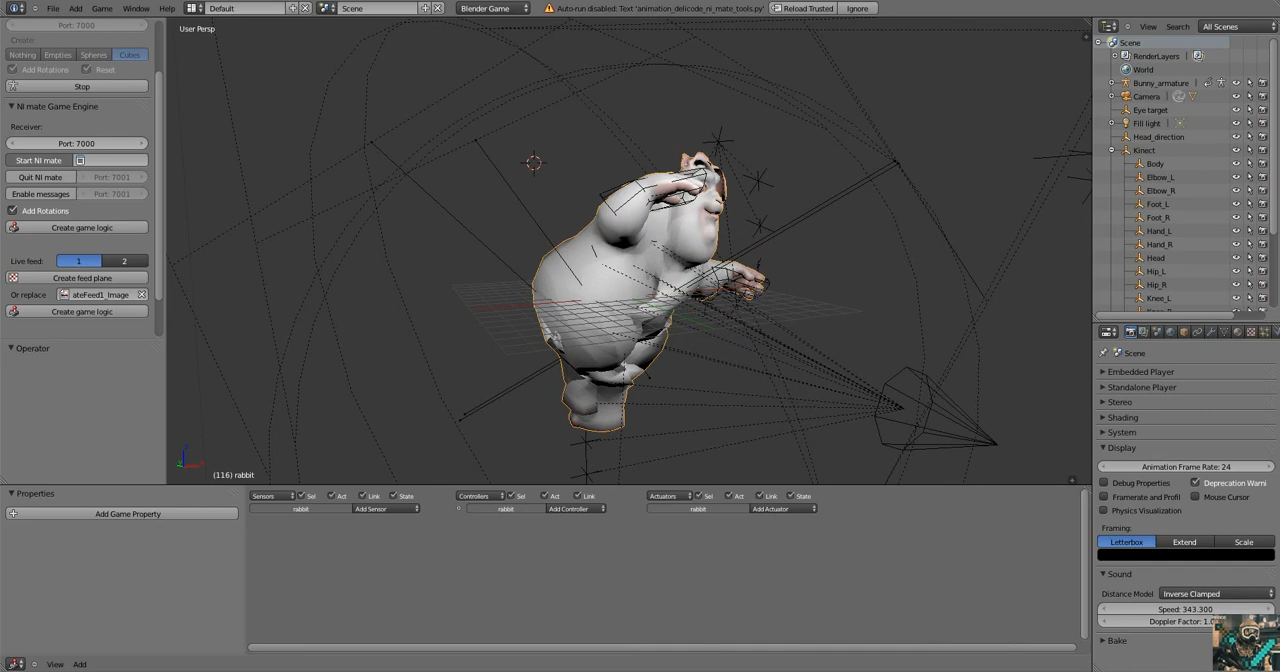 File Add Game Window Help Default Scene Blender Game Auto-run disabled: Text 'animation_delicode_ni_mate_tools.py' Reload Trusted Ignore
Port: 7000
Create:
Nothing Empties Spheres Cubes
Add Rotations Reset
Stop
NI mate Game Engine
Receiver:
Port: 7000
Start NI mate
Quit NI mate Port: 7001
Enable messages Port: 7001
Add Rotations
Create game logic
Live feed: 1 2
Create feed plane
Or replace ateFeed1_Image
Create game logic
Operator
User Persp
(116) rabbit
View Search All Scenes
Scene
RenderLayers
World
Bunny_armature
Camera
Eye target
Fill light
Head_direction
Kinect
Body
Elbow_L
Elbow_R
Foot_L
Foot_R
Hand_L
Hand_R
Head
Hip_L
Hip_R
Knee_L
Scene
Embedded Player
Standalone Player
Stereo
Shading
System
Display
Animation Frame Rate: 24
Debug Properties Deprecation Warni
Framerate and Profil Mouse Cursor
Physics Visualization
Framing:
Letterbox Extend Scale
Sound
Distance Model Inverse Clamped
Speed: 343.300
Doppler Factor: 1.0
Bake
Properties
Add Game Property
Sensors Sel Act Link State Controllers Sel Act Link Actuators Sel Act Link State
rabbit Add Sensor rabbit Add Controller rabbit Add Actuator
View Add